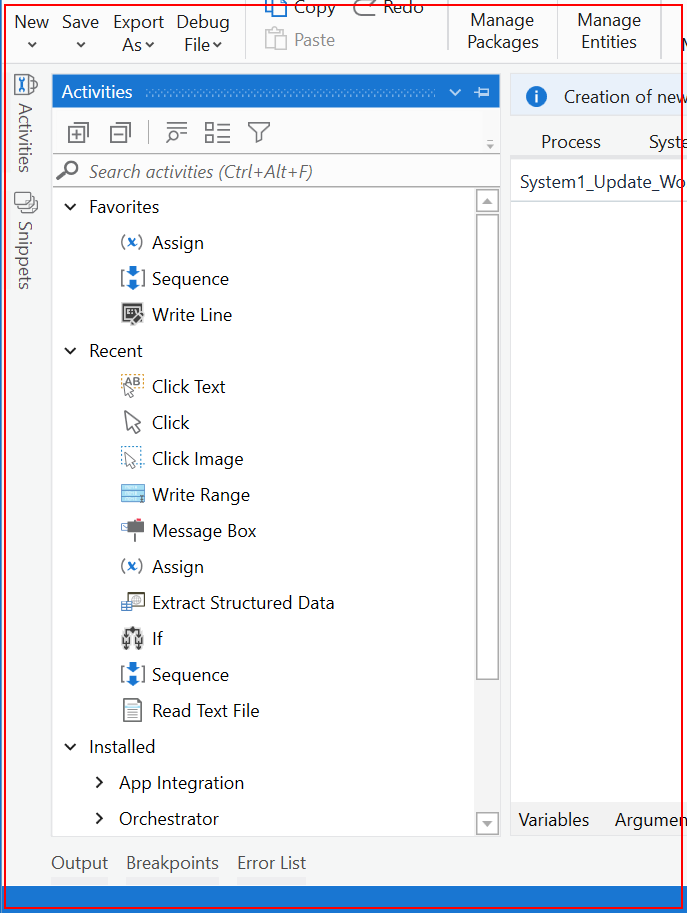 New Save Export As Debug File
Copy Redo
Paste
Manage Packages
Manage Entities
Activities
Snippets
Activities
Search activities (Ctrl+Alt+F)
Favorites
(x) Assign
Sequence
Write Line
Recent
AB Click Text
Click
Click Image
Write Range
Message Box
(x) Assign
Extract Structured Data
If
Sequence
Read Text File
Installed
App Integration
Orchestrator
Creation of new
Process Syste
System1_Update_Wo
Variables Argumen
Output Breakpoints Error List